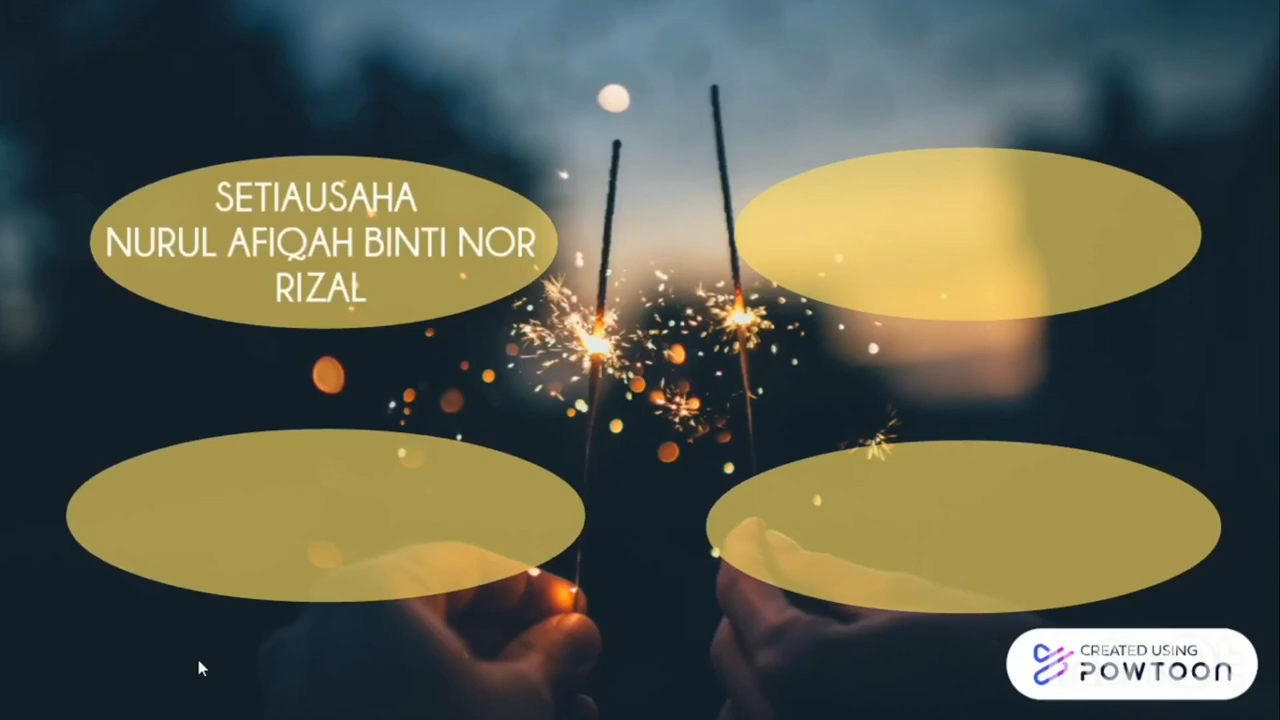 SETIAUSAHA
NURUL AFIQAH BINTI NOR
RIZAL
CREATED USING
POWTOON